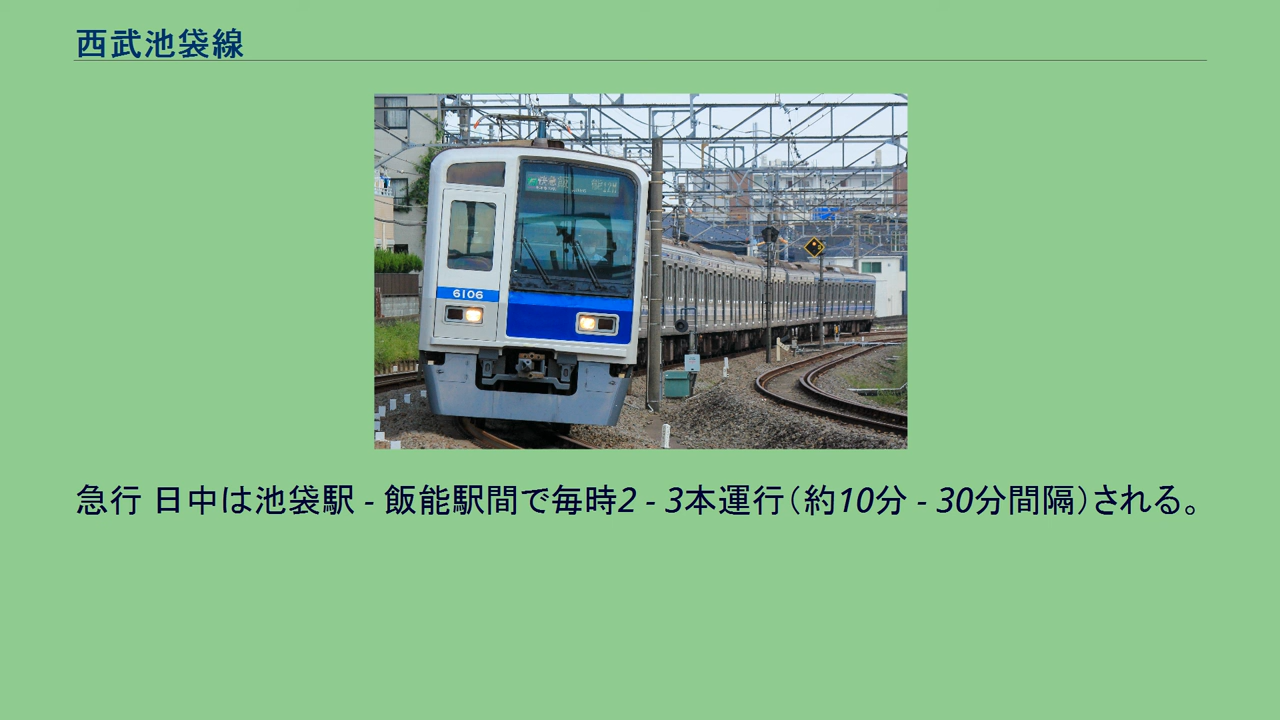 西武池袋線
6106
急行 日中は池袋駅 - 飯能駅間で毎時2 - 3本運行（約10分 - 30分間隔）される。